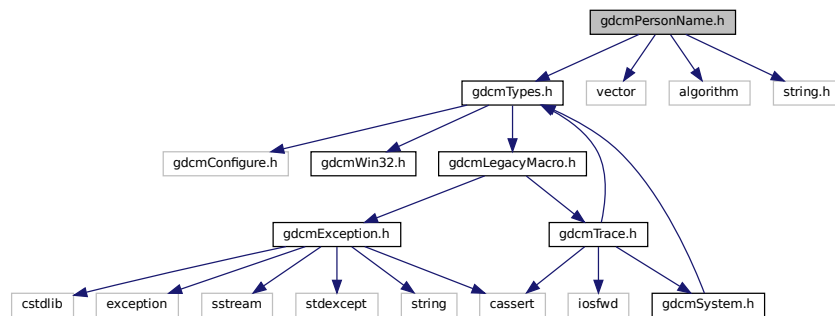 gdcmPersonName.h
gdcmTypes.h
vector
algorithm
string.h
gdcmConfigure.h
gdcmWin32.h
gdcmLegacyMacro.h
gdcmException.h
gdcmTrace.h
cstdlib
exception
sstream
stdexcept
string
cassert
iosfwd
gdcmSystem.h